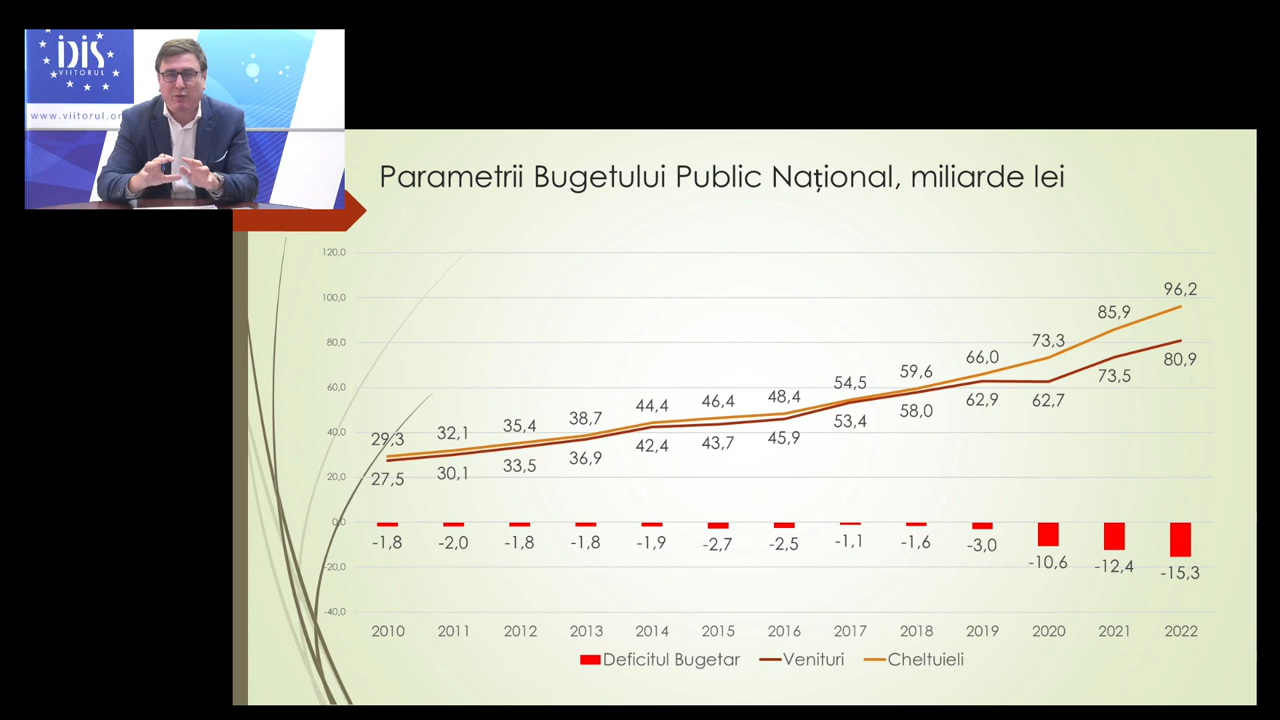 IDIS
VIITORUL
www.viitorul.or
Parametrii Bugetului Public Național, miliarde lei
120,0
100,0
80,0
60,0
40,0
20,0
0,0
-20,0
-40,0
29,3 32,1 35,4 38,7 44,4 46,4 48,4 54,5 59,6 66,0 73,3 85,9 96,2
27,5 30,1 33,5 36,9 42,4 43,7 45,9 53,4 58,0 62,9 62,7 73,5 80,9
-1,8 -2,0 -1,8 -1,8 -1,9 -2,7 -2,5 -1,1 -1,6 -3,0 -10,6 -12,4 -15,3
2010 2011 2012 2013 2014 2015 2016 2017 2018 2019 2020 2021 2022
Deficitul Bugetar Venituri Cheltuieli